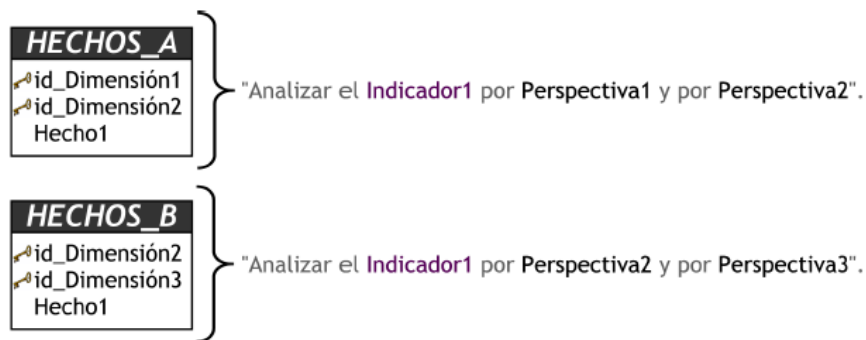 HECHOS_A
id_Dimensión1
id_Dimensión2
Hecho1
"Analizar el Indicador1 por Perspectiva1 y por Perspectiva2".
HECHOS_B
id_Dimensión2
id_Dimensión3
Hecho1
"Analizar el Indicador1 por Perspectiva2 y por Perspectiva3".